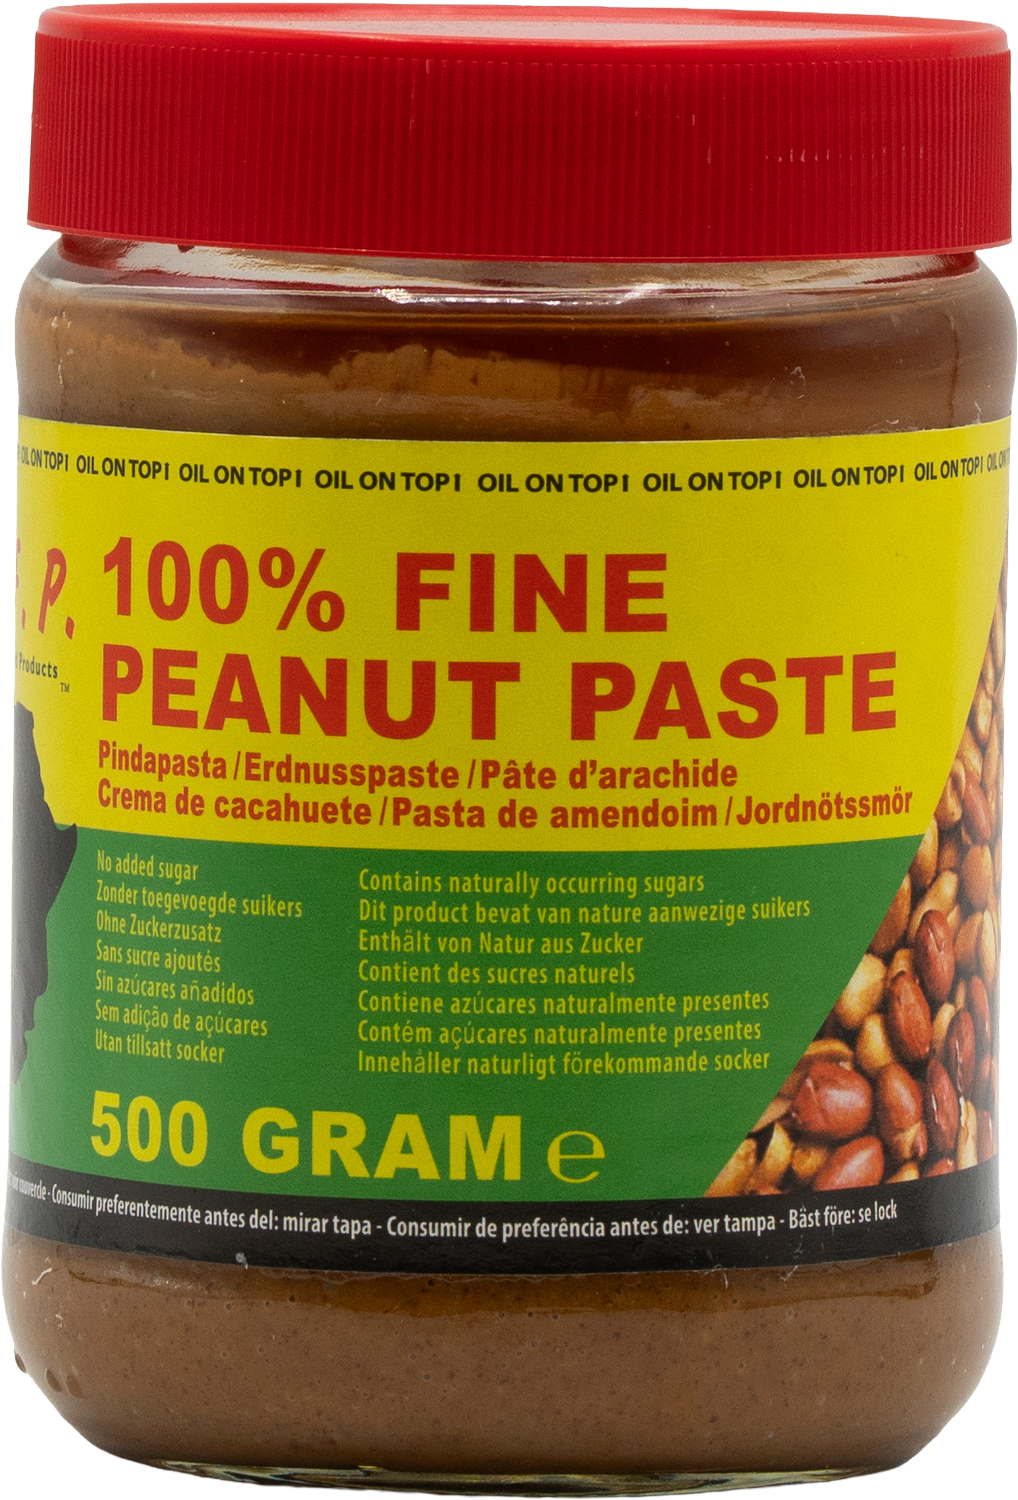 OIL ON TOP! OIL ON TOP! OIL ON TOP! OIL ON TOP! OIL ON TOP! OIL ON TOP! OIL ON TOP! OIL ON TOP!
P.
Products
TM
100% FINE
PEANUT PASTE
Pindapasta / Erdnusspaste / Pâte d’arachide
Crema de cacahuete / Pasta de amendoim / Jordnötssmör
No added sugar
Zonder toegevoegde suikers
Ohne Zuckerzusatz
Sans sucre ajoutés
Sin azúcares añadidos
Sem adição de açúcares
Utan tillsatt socker
Contains naturally occurring sugars
Dit product bevat van nature aanwezige suikers
Enthält von Natur aus Zucker
Contient des sucres naturels
Contiene azúcares naturalmente presentes
Contém açúcares naturalmente presentes
Innehåller naturligt förekommande socker
500 GRAM ℮
couvercle - Consumir preferentemente antes del: mirar tapa - Consumir de preferência antes de: ver tampa - Bäst före: se lock